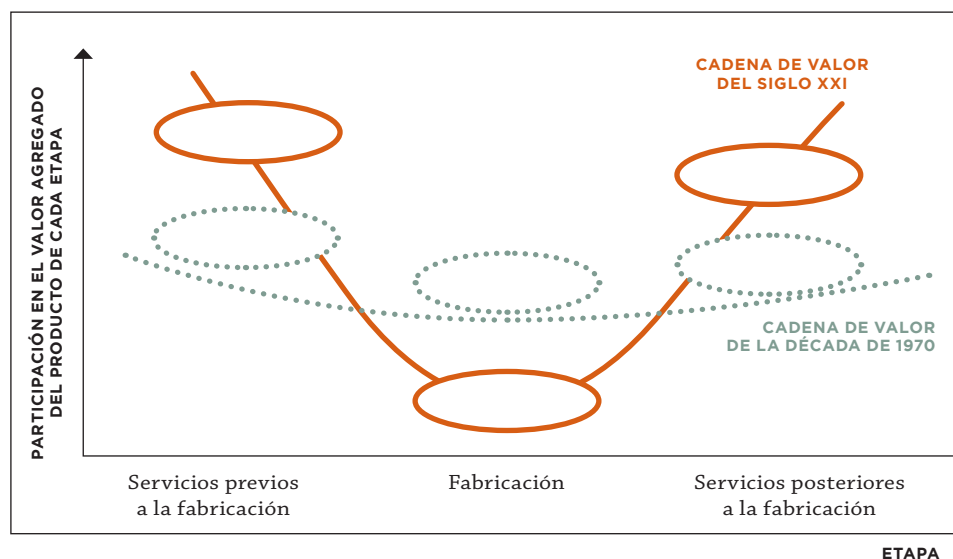 PARTICIPACIÓN EN EL VALOR AGREGADO
DEL PRODUCTO DE CADA ETAPA
CADENA DE VALOR
DEL SIGLO XXI
CADENA DE VALOR
DE LA DÉCADA DE 1970
Servicios previos
a la fabricación
Fabricación
Servicios posteriores
a la fabricación
ETAPA